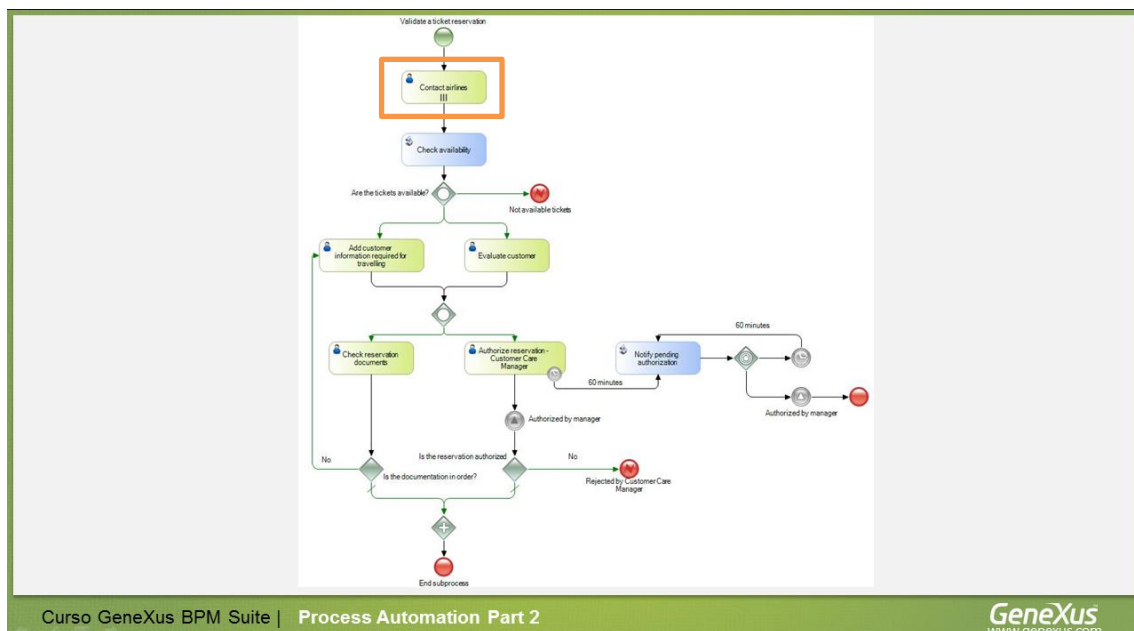 Validate a ticket reservation
Contact airlines
Check availability
Are the tickets available?
Not available tickets
Add customer
information required for
travelling
Evaluate customer
60 minutes
Check reservation
documents
Authorize reservation -
Customer Care
Manager
Notify pending
authorization
60 minutes
Authorized by manager
Authorized by manager
No
Is the reservation authorized
No
Is the documentation in order?
Rejected by Customer Care
Manager
End subprocess
Curso GeneXus BPM Suite | Process Automation Part 2
GeneXus
www.genexus.com